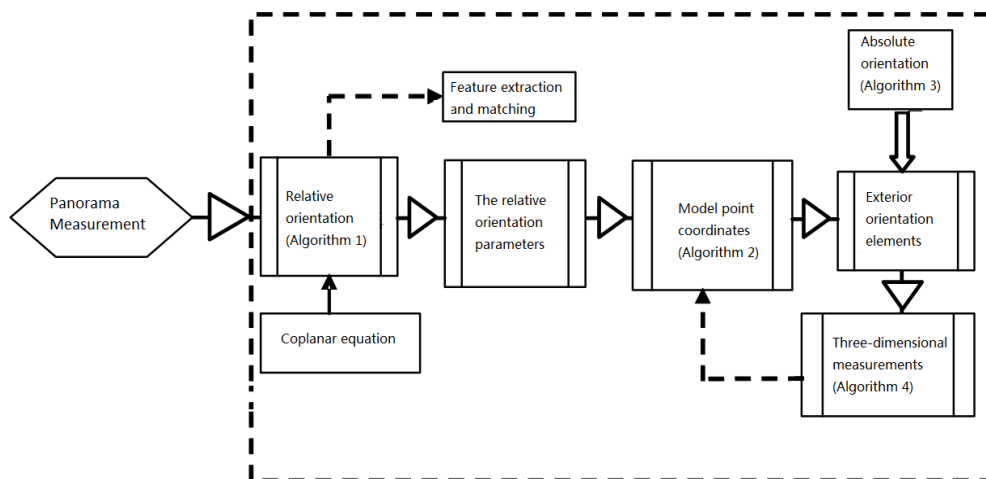 Absolute
orientation
(Algorithm 3)
Feature extraction
and matching
Panorama
Measurement
Relative
orientation
(Algorithm 1)
The relative
orientation
parameters
Model point
coordinates
(Algorithm 2)
Exterior
orientation
elements
Coplanar equation
Three-dimensional
measurements
(Algorithm 4)